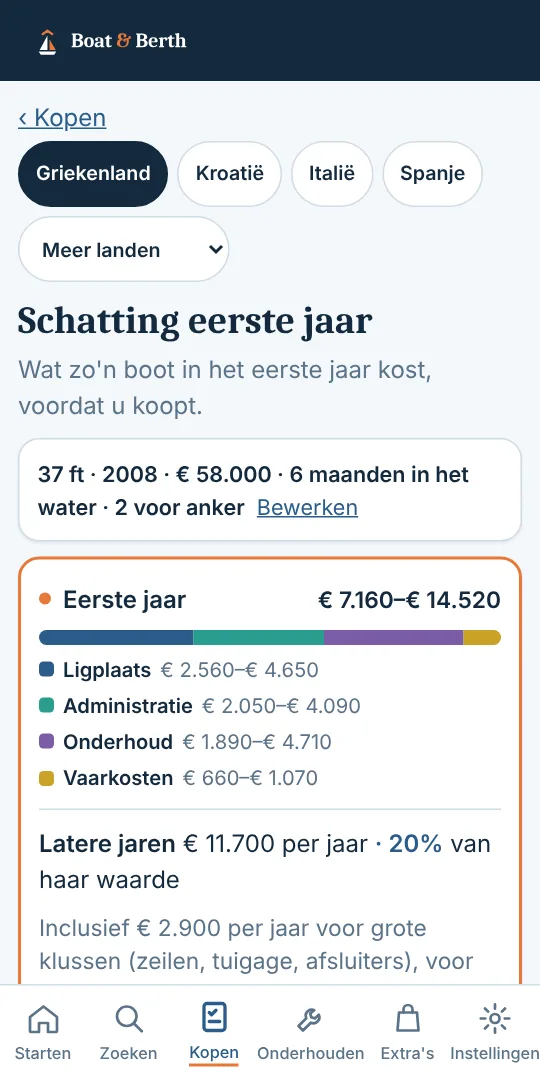 Boat & Berth
‹ Kopen
Griekenland
Kroatië
Italië
Spanje
Meer landen
Schatting eerste jaar
Wat zo'n boot in het eerste jaar kost,
voordat u koopt.
37 ft · 2008 · € 58.000 · 6 maanden in het
water · 2 voor anker Bewerken
Eerste jaar € 7.160–€ 14.520
Ligplaats € 2.560–€ 4.650
Administratie € 2.050–€ 4.090
Onderhoud € 1.890–€ 4.710
Vaarkosten € 660–€ 1.070
Latere jaren € 11.700 per jaar · 20% van
haar waarde
Inclusief € 2.900 per jaar voor grote
klussen (zeilen, tuigage, afsluiters), voor
Starten
Zoeken
Kopen
Onderhouden
Extra's
Instellingen